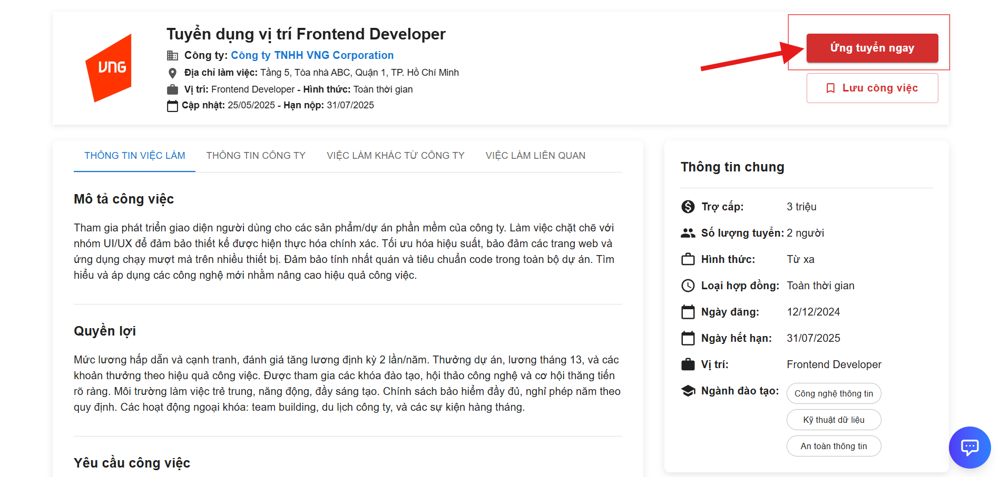 VNG
Tuyển dụng vị trí Frontend Developer
Công ty: Công ty TNHH VNG Corporation
Địa chỉ làm việc: Tầng 5, Tòa nhà ABC, Quận 1, TP. Hồ Chí Minh
Vị trí: Frontend Developer - Hình thức: Toàn thời gian
Cập nhật: 25/05/2025 - Hạn nộp: 31/07/2025
Ứng tuyển ngay
Lưu công việc
THÔNG TIN VIỆC LÀM THÔNG TIN CÔNG TY VIỆC LÀM KHÁC TỪ CÔNG TY VIỆC LÀM LIÊN QUAN
Mô tả công việc
Tham gia phát triển giao diện người dùng cho các sản phẩm/dự án phần mềm của công ty. Làm việc chặt chẽ với
nhóm UI/UX để đảm bảo thiết kế được hiện thực hóa chính xác. Tối ưu hóa hiệu suất, bảo đảm các trang web và
ứng dụng chạy mượt mà trên nhiều thiết bị. Đảm bảo tính nhất quán và tiêu chuẩn code trong toàn bộ dự án. Tìm
hiểu và áp dụng các công nghệ mới nhằm nâng cao hiệu quả công việc.
Quyền lợi
Mức lương hấp dẫn và cạnh tranh, đánh giá tăng lương định kỳ 2 lần/năm. Thưởng dự án, lương tháng 13, và các
khoản thưởng theo hiệu quả công việc. Được tham gia các khóa đào tạo, hội thảo công nghệ và cơ hội thăng tiến
rõ ràng. Môi trường làm việc trẻ trung, năng động, đầy sáng tạo. Chính sách bảo hiểm đầy đủ, nghỉ phép năm theo
quy định. Các hoạt động ngoại khóa: team building, du lịch công ty, và các sự kiện hàng tháng.
Yêu cầu công việc
Thông tin chung
Trợ cấp: 3 triệu
Số lượng tuyển: 2 người
Hình thức: Từ xa
Loại hợp đồng: Toàn thời gian
Ngày đăng: 12/12/2024
Ngày hết hạn: 31/07/2025
Vị trí: Frontend Developer
Ngành đào tạo: Công nghệ thông tin
Kỹ thuật dữ liệu
An toàn thông tin